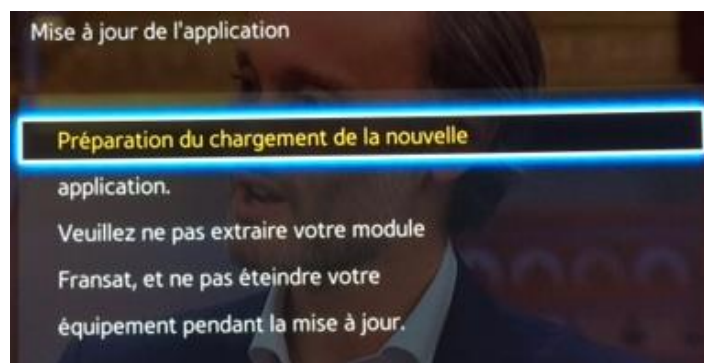 Mise à jour de l'application
Préparation du chargement de la nouvelle
application.
Veuillez ne pas extraire votre module
Fransat, et ne pas éteindre votre
équipement pendant la mise à jour.